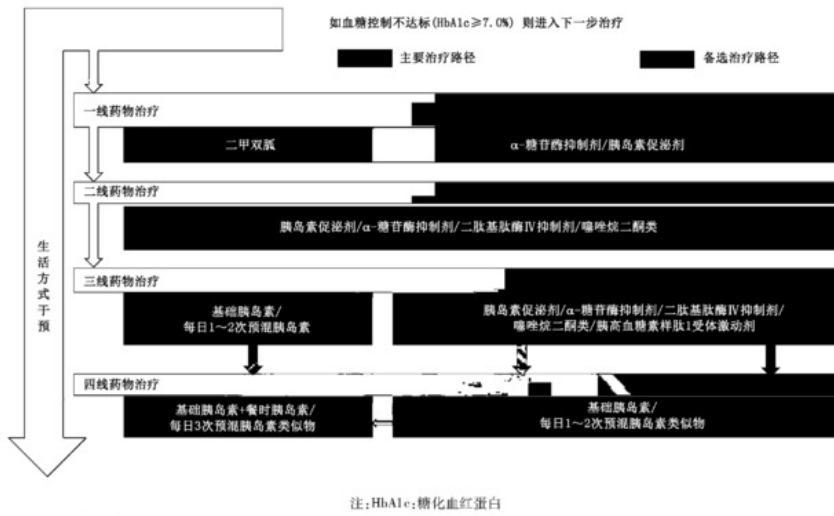 如血糖控制不达标(HbA1c≥7.0%) 则进入下一步治疗
主要治疗路径
备选治疗路径
一线药物治疗
二甲双胍
α-糖苷酶抑制剂/胰岛素促泌剂
二线药物治疗
胰岛素促泌剂/α-糖苷酶抑制剂/二肽基肽酶Ⅳ抑制剂/噻唑烷二酮类
生活方式干预
三线药物治疗
基础胰岛素/
每日1～2次预混胰岛素
胰岛素促泌剂/α-糖苷酶抑制剂/二肽基肽酶Ⅳ抑制剂/
噻唑烷二酮类/胰高血糖素样肽1受体激动剂
四线药物治疗
基础胰岛素+餐时胰岛素/
每日3次预混胰岛素类似物
基础胰岛素/
每日1～2次预混胰岛素类似物
注:HbA1c:糖化血红蛋白